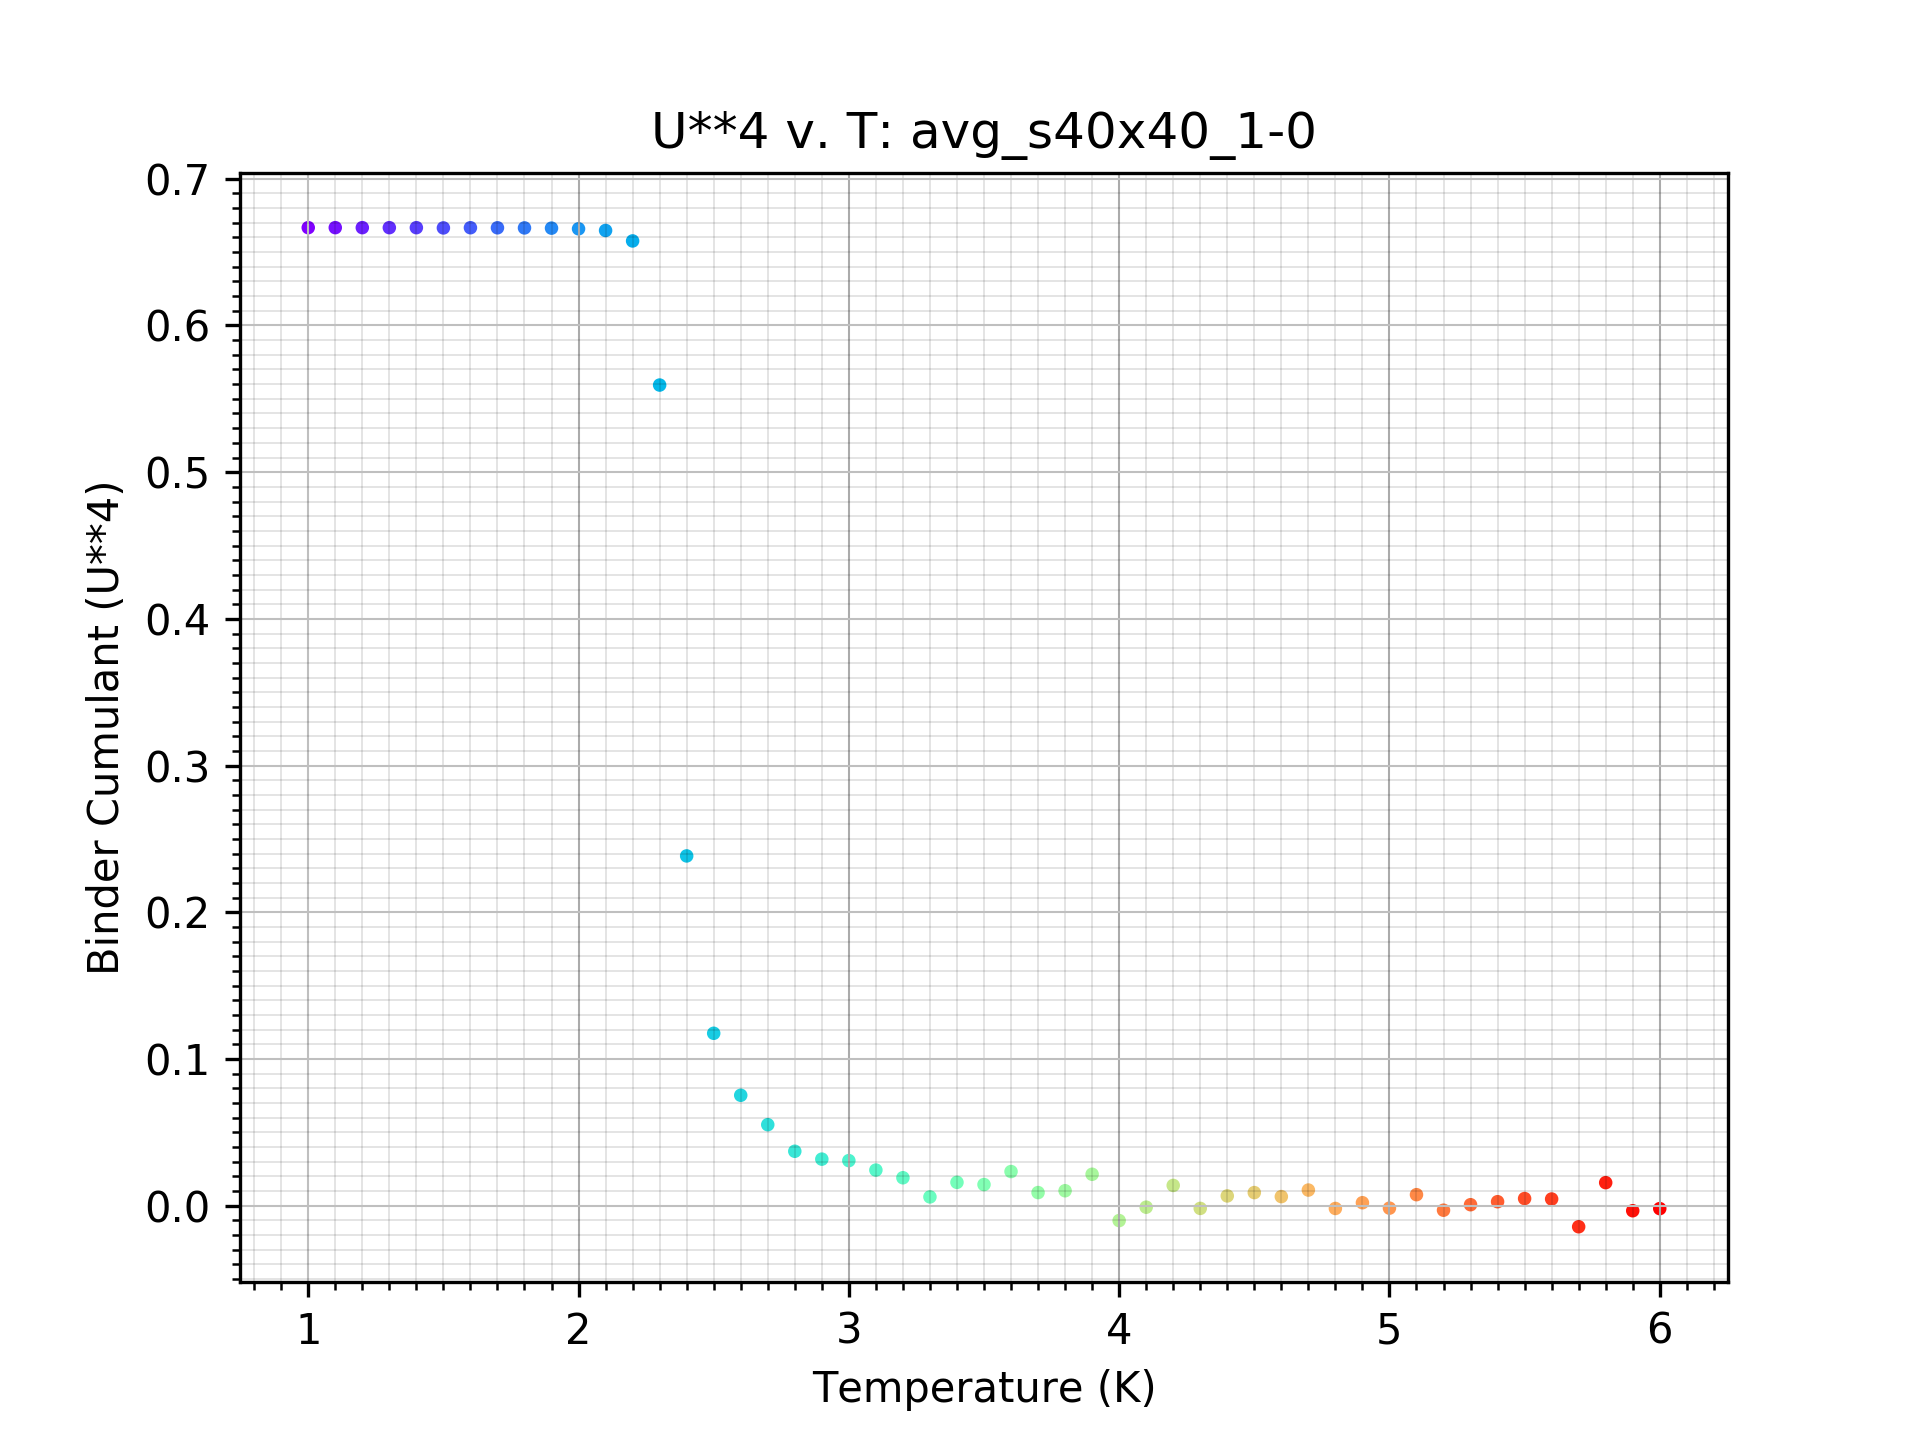 U**4 v. T: avg_s40x40_1-0
0.7
0.6
0.5
0.4
0.3
0.2
0.1
0.0
Binder Cumulant (U**4)
1 2 3 4 5 6
Temperature (K)